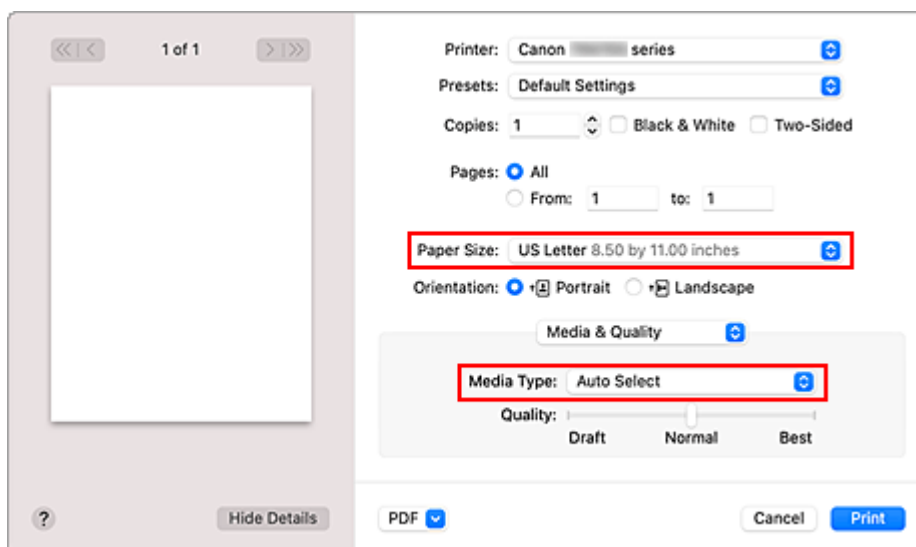 1 of 1
Printer: Canon series
Presets: Default Settings
Copies: 1 Black & White Two-Sided
Pages: All
From: 1 to: 1
Paper Size: US Letter 8.50 by 11.00 inches
Orientation: Portrait Landscape
Media & Quality
Media Type: Auto Select
Quality:
Draft Normal Best
? Hide Details PDF Cancel Print